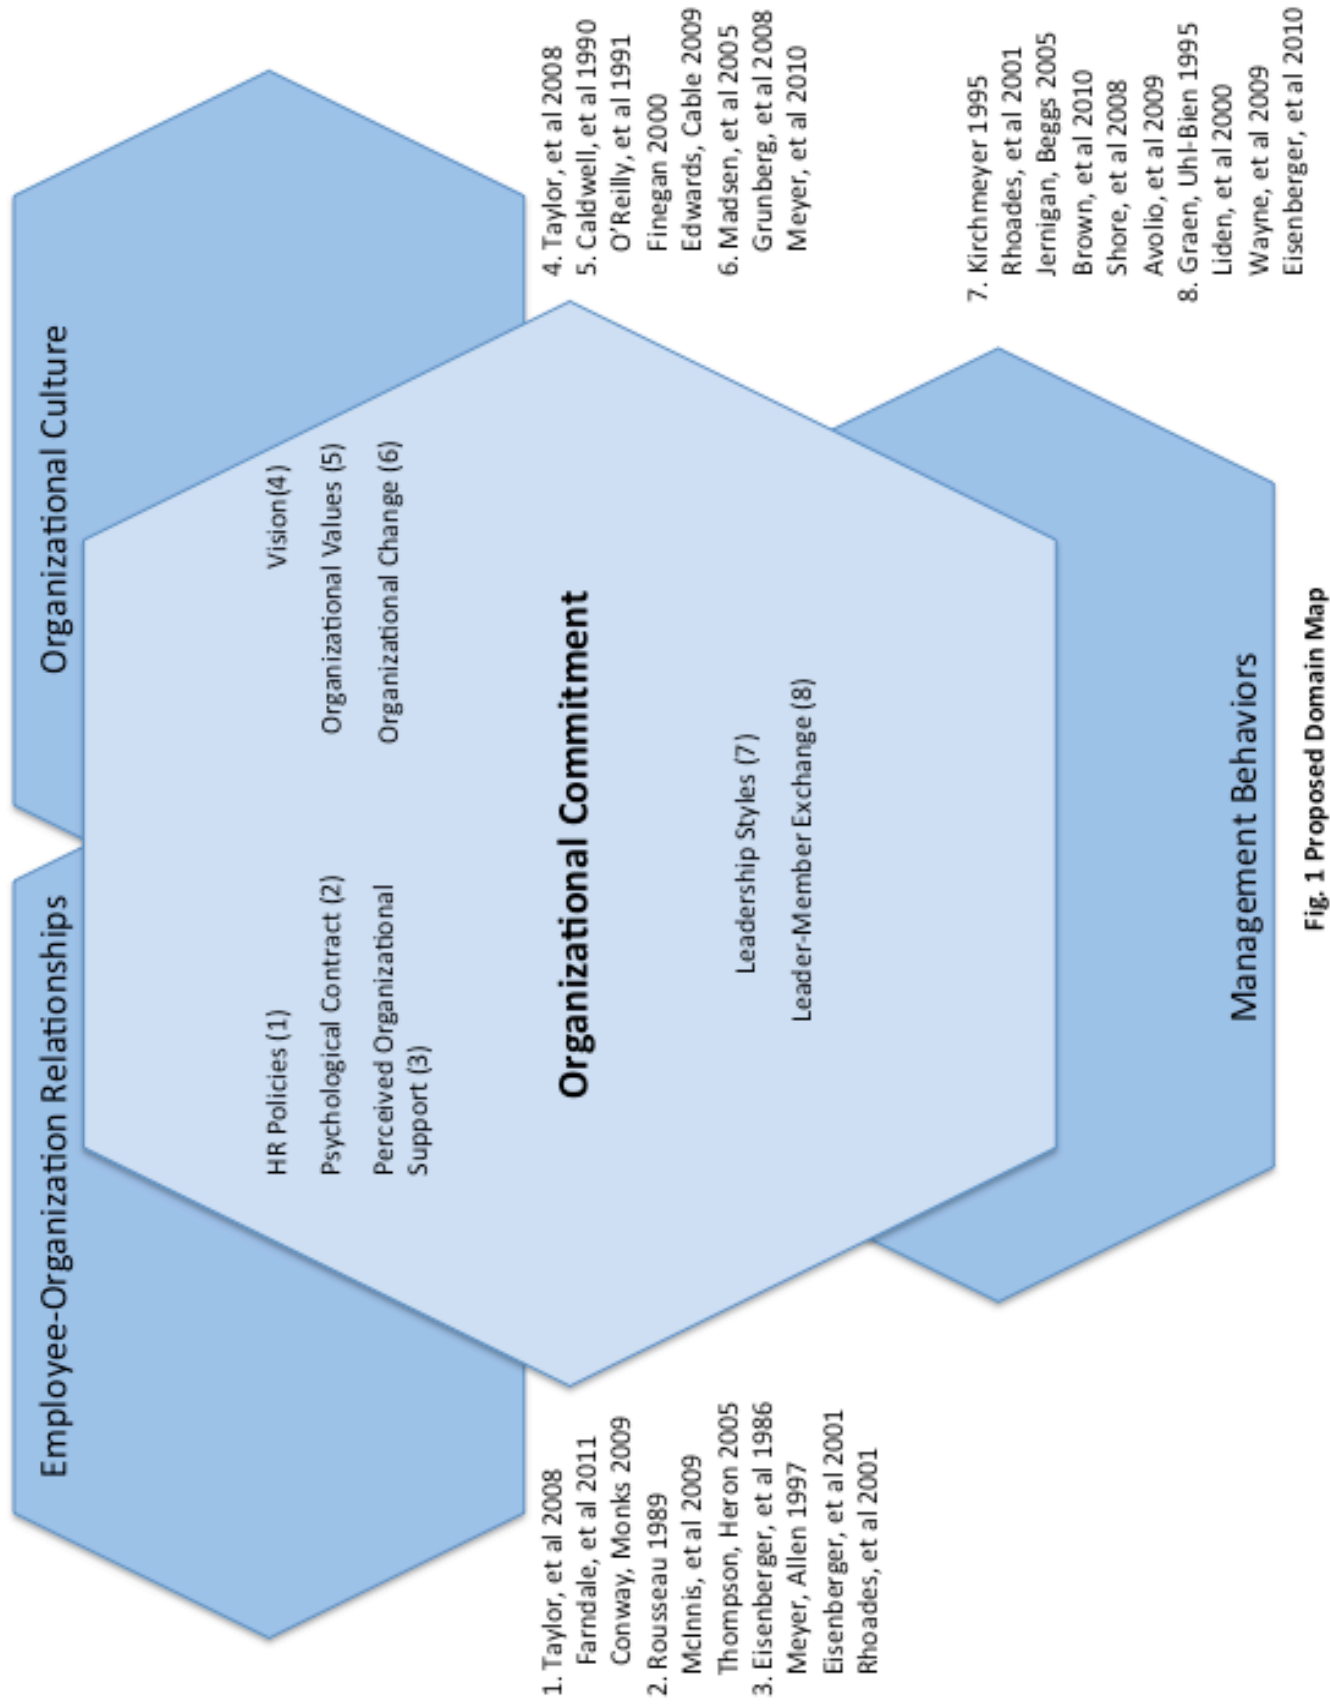 Employee-Organization Relationships
Organizational Culture
HR Policies (1)
Psychological Contract (2)
Perceived Organizational
Support (3)
Vision(4)
Organizational Values (5)
Organizational Change (6)
Organizational Commitment
Leadership Styles (7)
Leader-Member Exchange (8)
Management Behaviors
1. Taylor, et al 2008
Farndale, et al 2011
Conway, Monks 2009
2. Rousseau 1989
McInnis, et al 2009
Thompson, Heron 2005
3. Eisenberger, et al 1986
Meyer, Allen 1997
Eisenberger, et al 2001
Rhoades, et al 2001
4. Taylor, et al 2008
5. Caldwell, et al 1990
O'Reilly, et al 1991
Finegan 2000
Edwards, Cable 2009
6. Madsen, et al 2005
Grunberg, et al 2008
Meyer, et al 2010
7. Kirchmeyer 1995
Rhoades, et al 2001
Jernigan, Beggs 2005
Brown, et al 2010
Shore, et al 2008
Avolio, et al 2009
8. Graen, Uhl-Bien 1995
Liden, et al 2000
Wayne, et al 2009
Eisenberger, et al 2010
Fig. 1 Proposed Domain Map